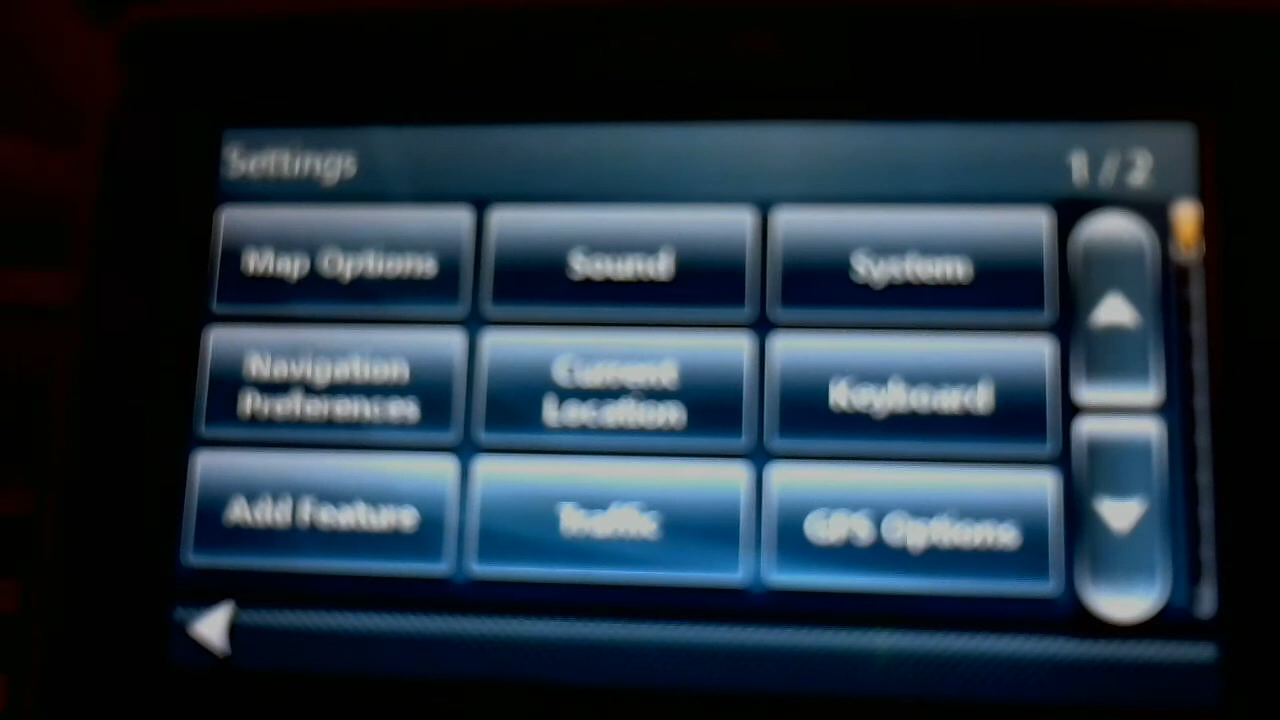 Settings
1/2
Map Options
Sound
System
Navigation
Preferences
Current
Location
Keyboard
Add Feature
Traffic
GPS Options